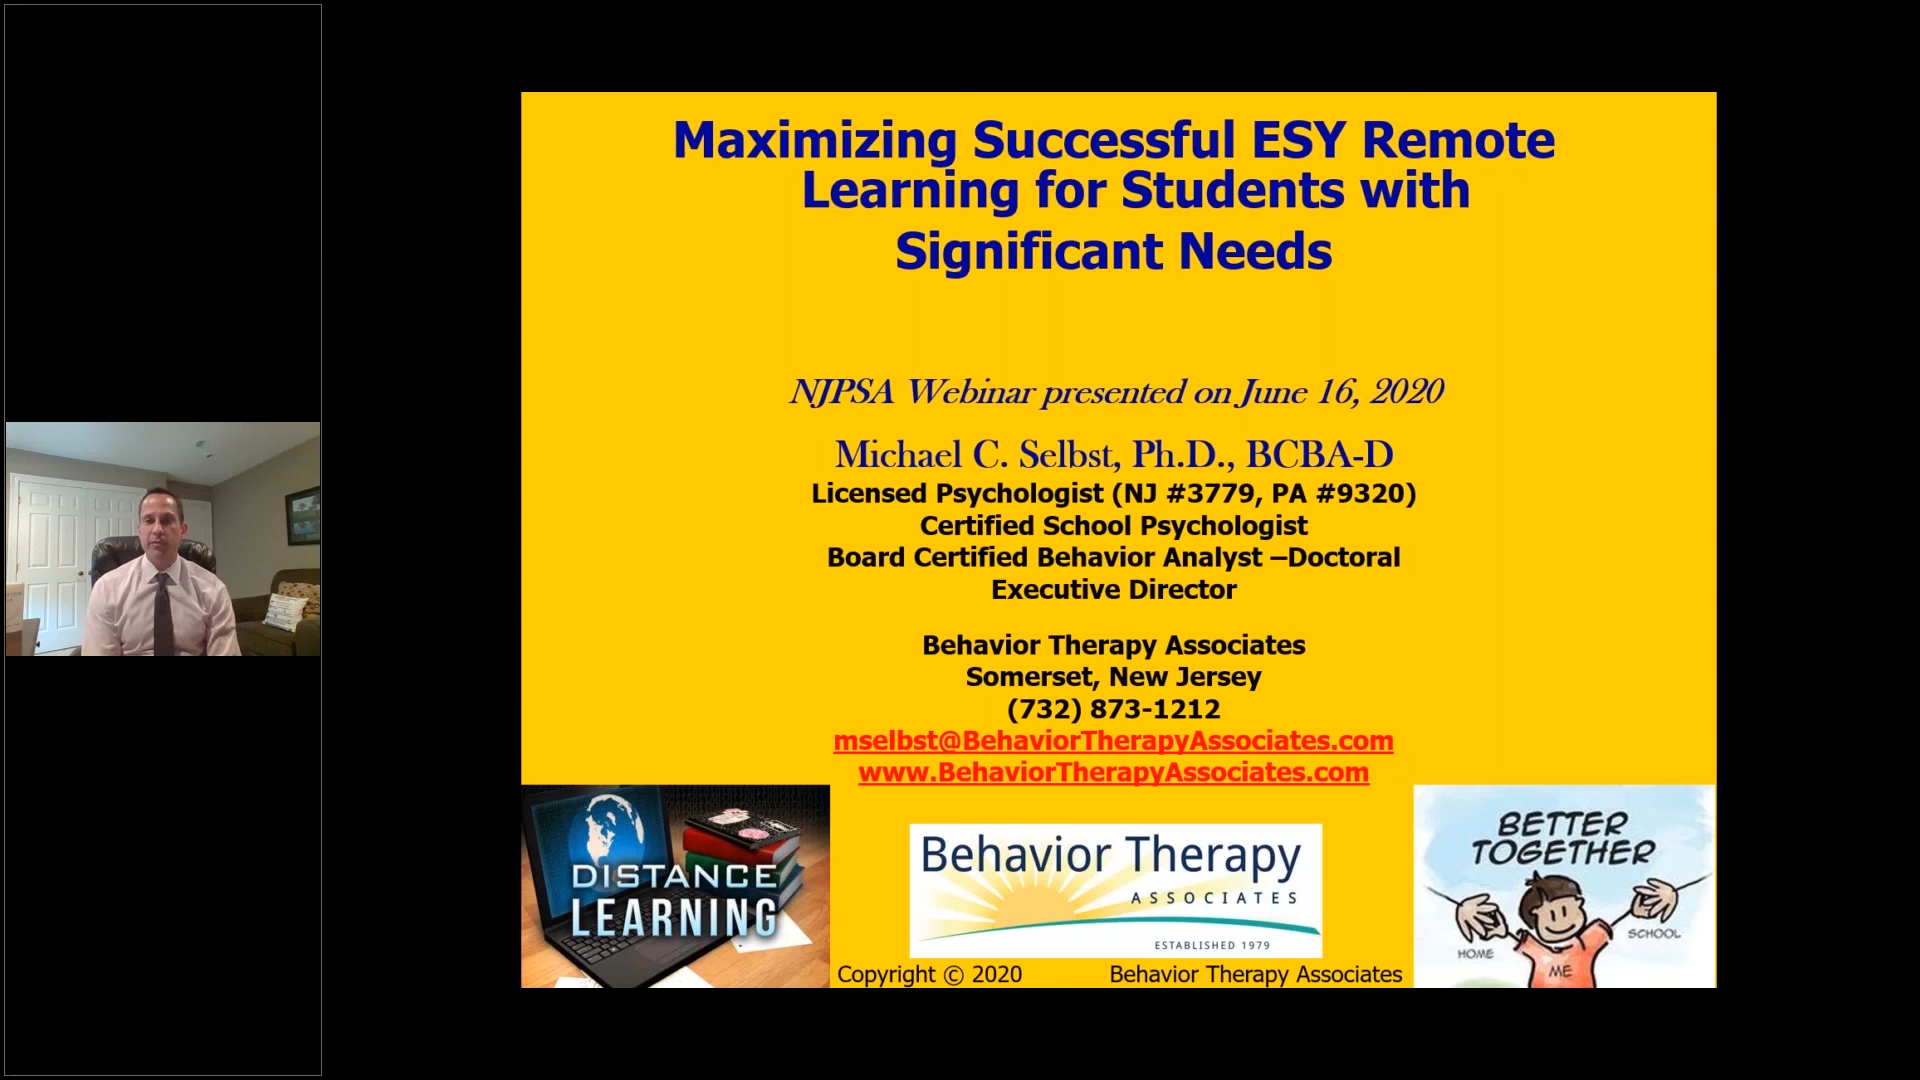 Maximizing Successful ESY Remote
Learning for Students with
Significant Needs
NJPSA Webinar presented on June 16, 2020
Michael C. Selbst, Ph.D., BCBA-D
Licensed Psychologist (NJ #3779, PA #9320)
Certified School Psychologist
Board Certified Behavior Analyst –Doctoral
Executive Director
Behavior Therapy Associates
Somerset, New Jersey
(732) 873-1212
mselbst@BehaviorTherapyAssociates.com
www.BehaviorTherapyAssociates.com
DISTANCE
LEARNING
Behavior Therapy
ASSOCIATES
ESTABLISHED 1979
Copyright © 2020 Behavior Therapy Associates
BETTER
TOGETHER
HOME
SCHOOL
ME